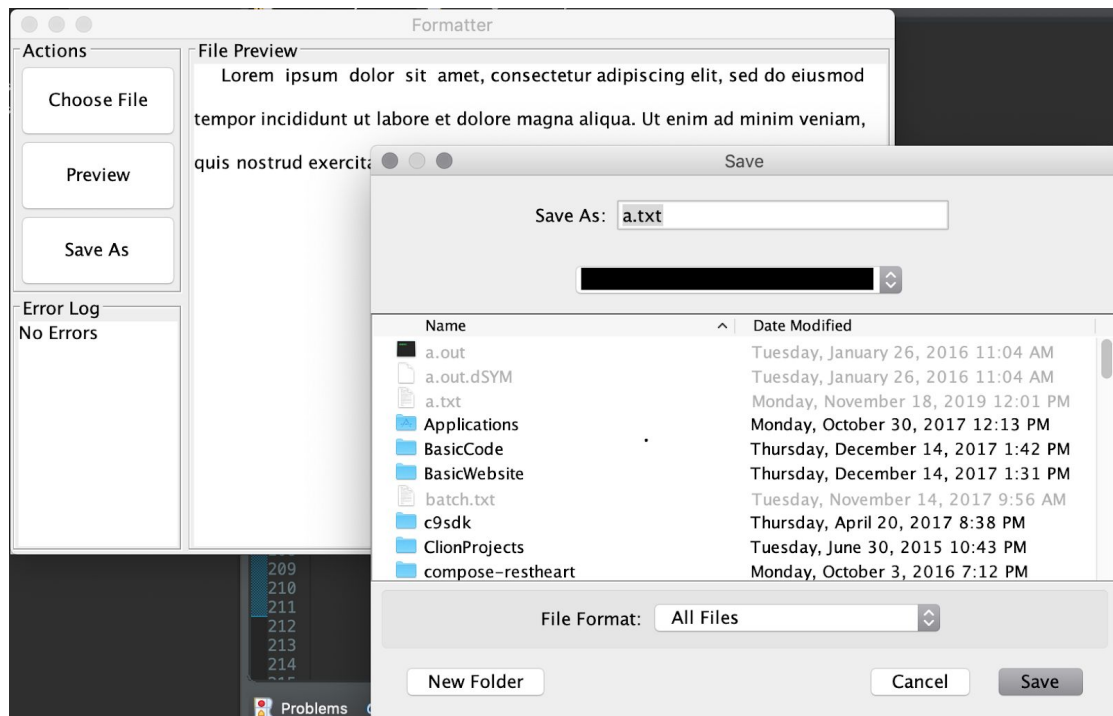 Formatter
Actions
Choose File
Preview
Save As
Error Log
No Errors
File Preview
Lorem ipsum dolor sit amet, consectetur adipiscing elit, sed do eiusmod
tempor incididunt ut labore et dolore magna aliqua. Ut enim ad minim veniam,
quis nostrud
Save
Save As: a.txt
Name Date Modified
a.out Tuesday, January 26, 2016 11:04 AM
a.out.dSYM Tuesday, January 26, 2016 11:04 AM
a.txt Monday, November 18, 2019 12:01 PM
Applications Monday, October 30, 2017 12:13 PM
BasicCode Thursday, December 14, 2017 1:42 PM
BasicWebsite Thursday, December 14, 2017 1:31 PM
batch.txt Tuesday, November 14, 2017 9:56 AM
c9sdk Thursday, April 20, 2017 8:38 PM
ClionProjects Tuesday, June 30, 2015 10:43 PM
compose-restheart Monday, October 3, 2016 7:12 PM
File Format: All Files
New Folder Cancel Save
209
210
211
212
213
214
Problems